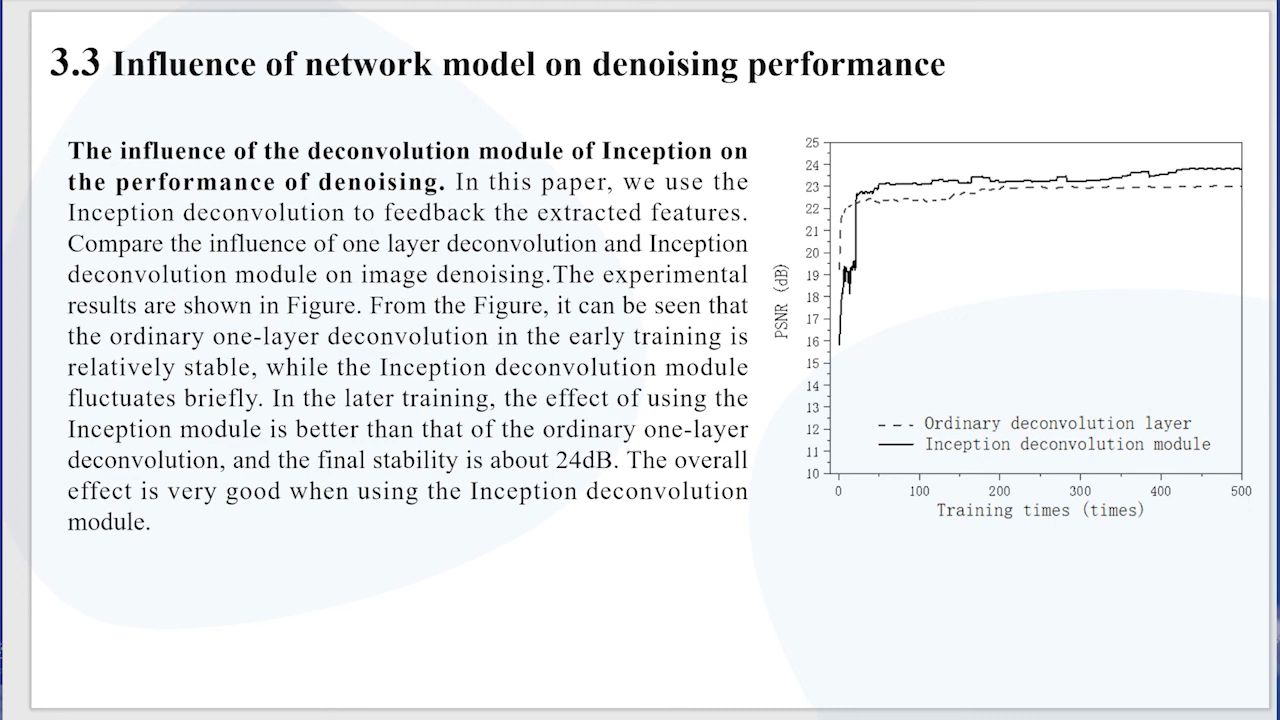 3.3 Influence of network model on denoising performance
The influence of the deconvolution module of Inception on
the performance of denoising. In this paper, we use the
Inception deconvolution to feedback the extracted features.
Compare the influence of one layer deconvolution and Inception
deconvolution module on image denoising.The experimental
results are shown in Figure. From the Figure, it can be seen that
the ordinary one-layer deconvolution in the early training is
relatively stable, while the Inception deconvolution module
fluctuates briefly. In the later training, the effect of using the
Inception module is better than that of the ordinary one-layer
deconvolution, and the final stability is about 24dB. The overall
effect is very good when using the Inception deconvolution
module.
25
24
23
22
21
20
19
18
17
16
15
14
13
12
11
10
PSNR (dB)
Ordinary deconvolution layer
Inception deconvolution module
0 100 200 300 400 500
Training times (times)